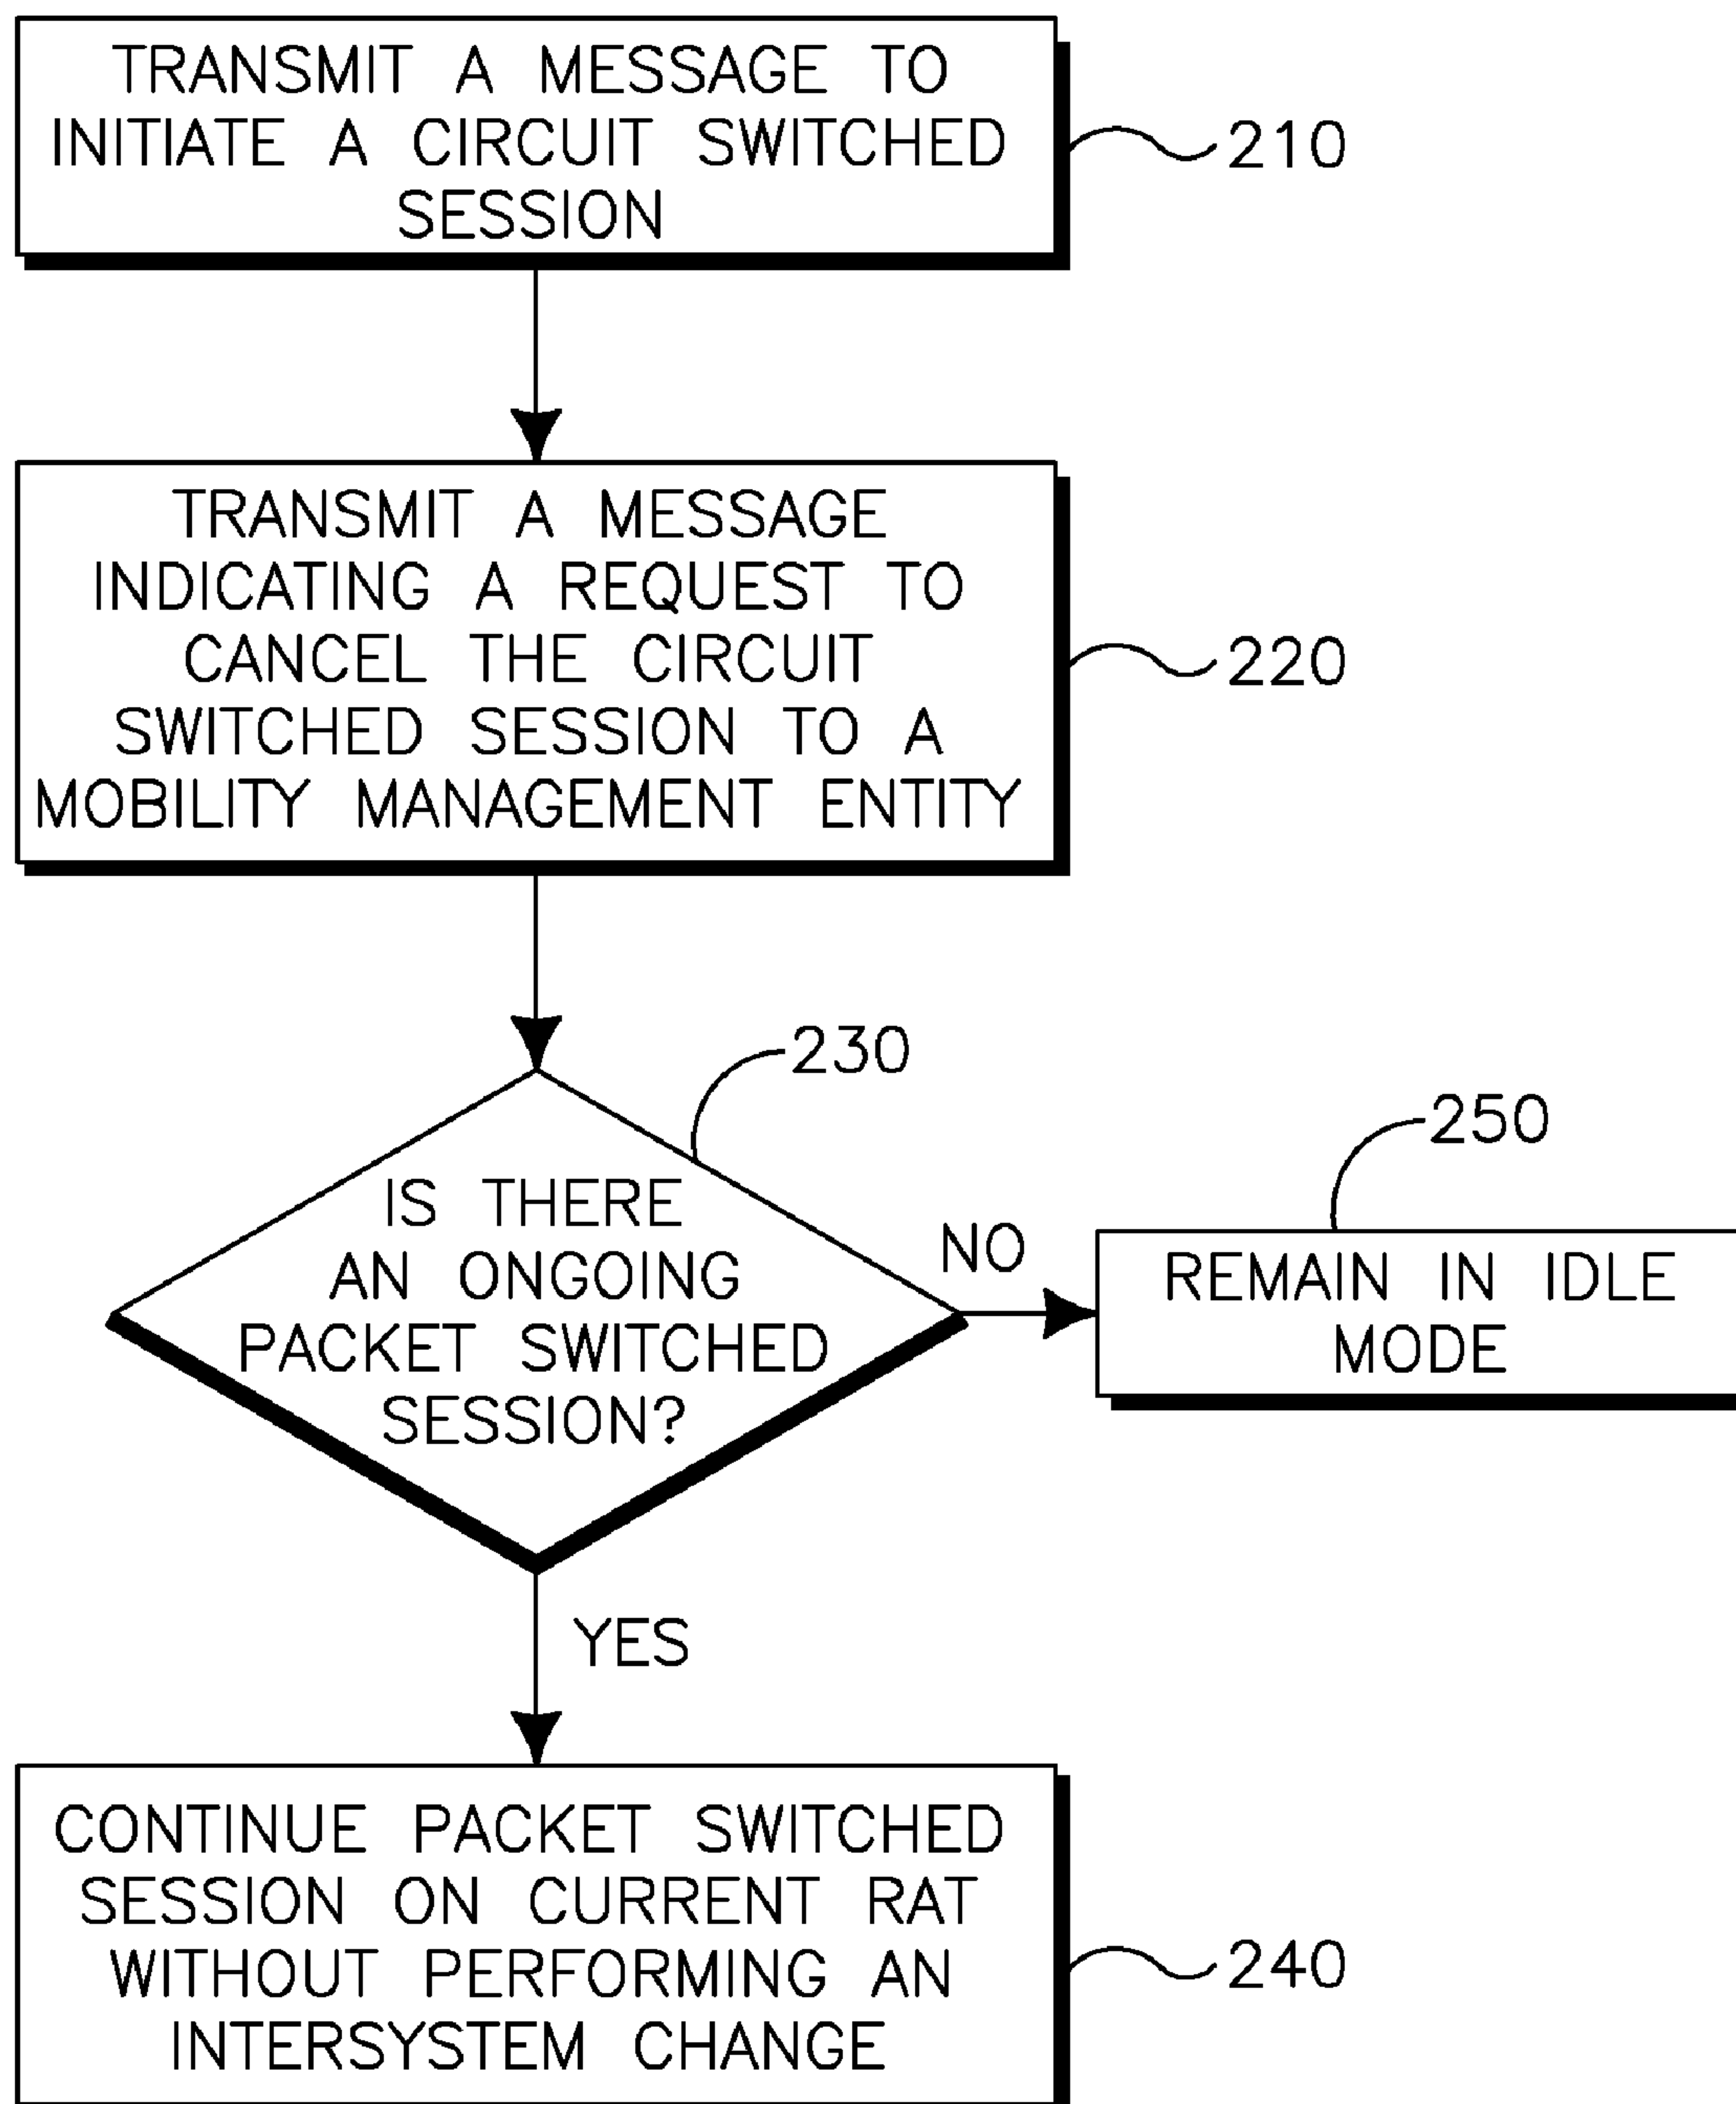 TRANSMIT A MESSAGE TO
INITIATE A CIRCUIT SWITCHED
SESSION
210
TRANSMIT A MESSAGE
INDICATING A REQUEST TO
CANCEL THE CIRCUIT
SWITCHED SESSION TO A
MOBILITY MANAGEMENT ENTITY
220
230
IS THERE
AN ONGOING
PACKET SWITCHED
SESSION?
NO
250
REMAIN IN IDLE
MODE
YES
CONTINUE PACKET SWITCHED
SESSION ON CURRENT RAT
WITHOUT PERFORMING AN
INTERSYSTEM CHANGE
240